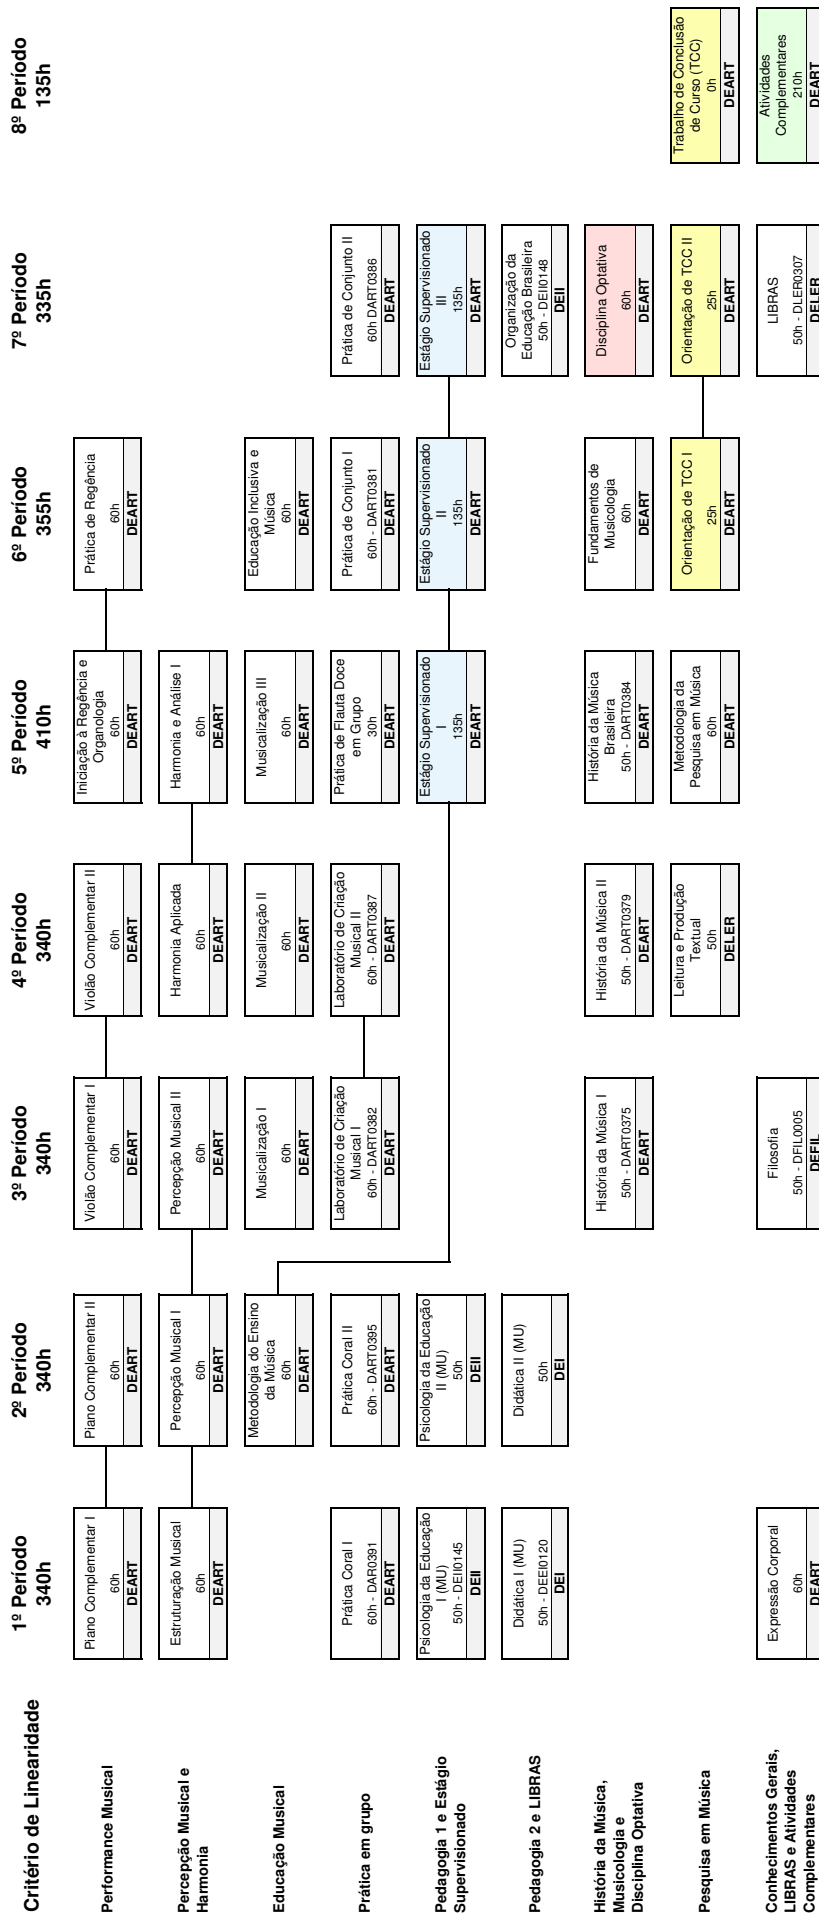 Critério de Linearidade
1º Período
340h
2º Período
340h
3º Período
340h
4º Período
340h
5º Período
410h
6º Período
355h
7º Período
335h
8º Período
135h
Performance Musical
Piano Complementar I
60h
DEART
Piano Complementar II
60h
DEART
Violão Complementar I
60h
DEART
Violão Complementar II
60h
DEART
Iniciação à Regência e
Organologia
60h
DEART
Prática de Regência
60h
DEART
Percepção Musical e
Harmonia
Estruturação Musical
60h
DEART
Percepção Musical I
60h
DEART
Percepção Musical II
60h
DEART
Harmonia Aplicada
60h
DEART
Harmonia e Análise I
60h
DEART
Educação Musical
Metodologia do Ensino
da Música
60h
DEART
Musicalização I
60h
DEART
Musicalização II
60h
DEART
Musicalização III
60h
DEART
Educação Inclusiva e
Música
60h
DEART
Prática em grupo
Prática Coral I
60h - DAR0391
DEART
Prática Coral II
60h - DART0395
DEART
Laboratório de Criação
Musical I
60h - DART0382
DEART
Laboratório de Criação
Musical II
60h - DART0387
DEART
Prática de Flauta Doce
em Grupo
30h
DEART
Prática de Conjunto I
60h - DART0381
DEART
Prática de Conjunto II
60h DART0386
DEART
Pedagogia 1 e Estágio
Supervisionado
Psicologia da Educação
I (MU)
50h - DEII0145
DEII
Psicologia da Educação
II (MU)
50h
DEII
Estágio Supervisionado
I
135h
DEART
Estágio Supervisionado
II
135h
DEART
Estágio Supervisionado
III
135h
DEART
Pedagogia 2 e LIBRAS
Didática I (MU)
50h - DEEI0120
DEI
Didática II (MU)
50h
DEI
Organização da
Educação Brasileira
50h - DEII0148
DEII
História da Música,
Musicologia e
Disciplina Optativa
História da Música I
50h - DART0375
DEART
História da Música II
50h - DART0379
DEART
História da Música
Brasileira
50h - DART0384
DEART
Fundamentos de
Musicologia
60h
DEART
Disciplina Optativa
60h
DEART
Pesquisa em Música
Leitura e Produção
Textual
50h
DELER
Metodologia da
Pesquisa em Música
60h
DEART
Orientação de TCC I
25h
DEART
Orientação de TCC II
25h
DEART
Trabalho de Conclusão
de Curso (TCC)
0h
DEART
Conhecimentos Gerais,
LIBRAS e Atividades
Complementares
Expressão Corporal
60h
DEART
Filosofia
50h - DFIL0005
DEFIL
LIBRAS
50h - DLER0307
DELER
Atividades
Complementares
210h
DEART